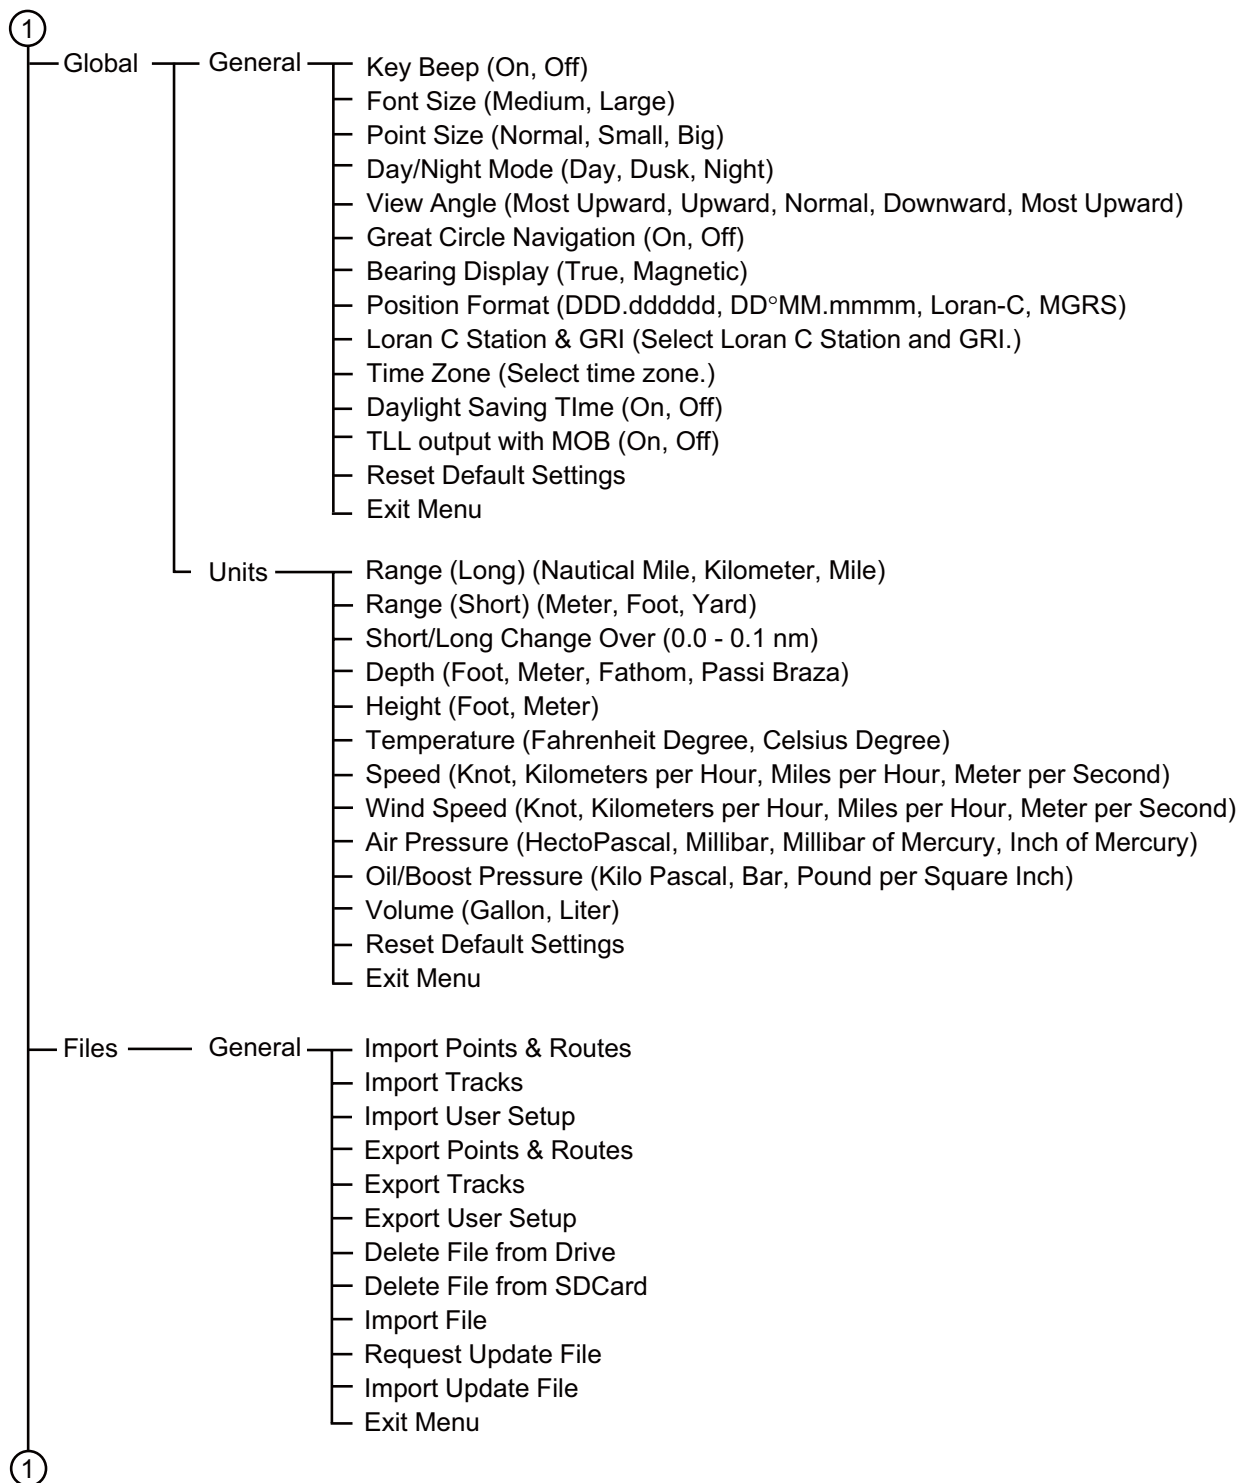 1
Global General Key Beep (On, Off)
Font Size (Medium, Large)
Point Size (Normal, Small, Big)
Day/Night Mode (Day, Dusk, Night)
View Angle (Most Upward, Upward, Normal, Downward, Most Upward)
Great Circle Navigation (On, Off)
Bearing Display (True, Magnetic)
Position Format (DDD.dddddd, DD°MM.mmmm, Loran-C, MGRS)
Loran C Station & GRI (Select Loran C Station and GRI.)
Time Zone (Select time zone.)
Daylight Saving TIme (On, Off)
TLL output with MOB (On, Off)
Reset Default Settings
Exit Menu
Units Range (Long) (Nautical Mile, Kilometer, Mile)
Range (Short) (Meter, Foot, Yard)
Short/Long Change Over (0.0 - 0.1 nm)
Depth (Foot, Meter, Fathom, Passi Braza)
Height (Foot, Meter)
Temperature (Fahrenheit Degree, Celsius Degree)
Speed (Knot, Kilometers per Hour, Miles per Hour, Meter per Second)
Wind Speed (Knot, Kilometers per Hour, Miles per Hour, Meter per Second)
Air Pressure (HectoPascal, Millibar, Millibar of Mercury, Inch of Mercury)
Oil/Boost Pressure (Kilo Pascal, Bar, Pound per Square Inch)
Volume (Gallon, Liter)
Reset Default Settings
Exit Menu
Files General Import Points & Routes
Import Tracks
Import User Setup
Export Points & Routes
Export Tracks
Export User Setup
Delete File from Drive
Delete File from SDCard
Import File
Request Update File
Import Update File
Exit Menu
1